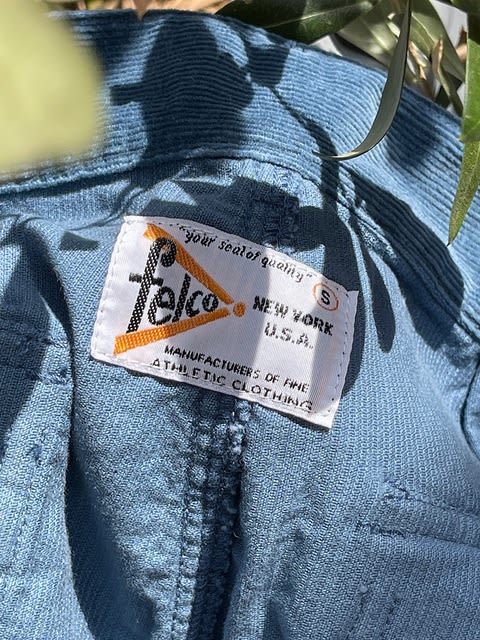 "your seal of quality"
S
felco
NEW YORK
U.S.A.
MANUFACTURERS OF FINE
ATHLETIC CLOTHING